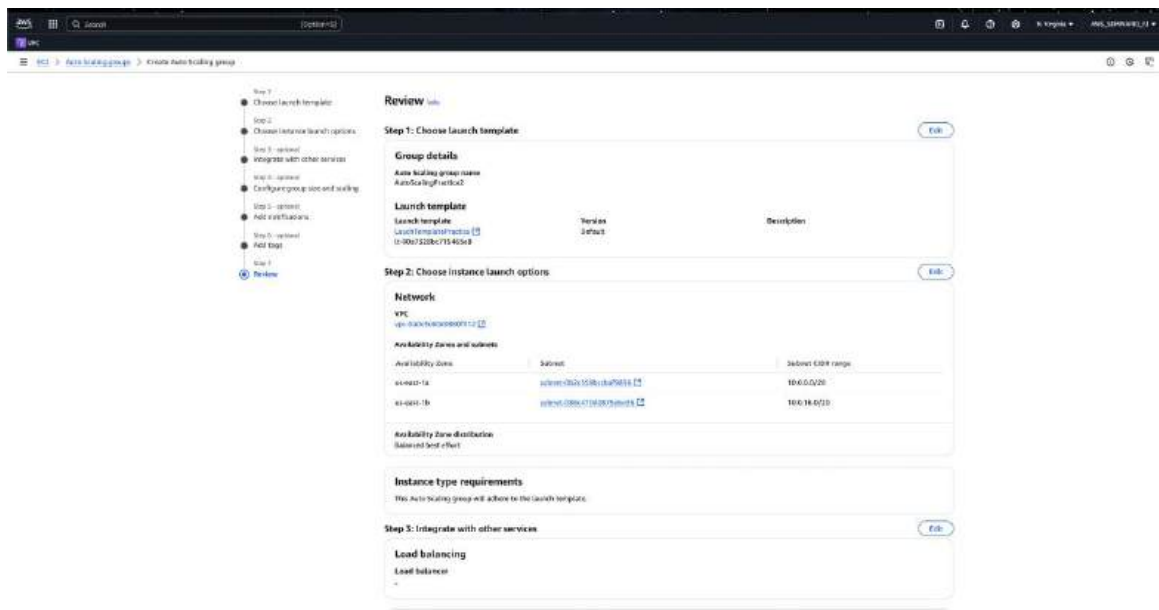 aws
Search
[Option+S]
N. Virginia
VPC
EC2 > Auto Scaling groups > Create Auto Scaling group
Step 1
Choose launch template
Step 2
Choose instance launch options
Step 3 - optional
Integrate with other services
Step 4 - optional
Configure group size and scaling
Step 5 - optional
Add notifications
Step 6 - optional
Add tags
Step 7
Review
Review Info
Step 1: Choose launch template
Edit
Group details
Auto Scaling group name
AutoScalingPractice2
Launch template
Launch template
Version
Description
Default
Step 2: Choose instance launch options
Edit
Network
VPC
Availability Zones and subnets
Availability Zone
Subnet
Subnet CIDR range
us-east-1a
10.0.0.0/20
us-east-1b
10.0.16.0/20
Availability Zone distribution
Balanced best effort
Instance type requirements
This Auto Scaling group will adhere to the launch template.
Step 3: Integrate with other services
Edit
Load balancing
Load balancer
-